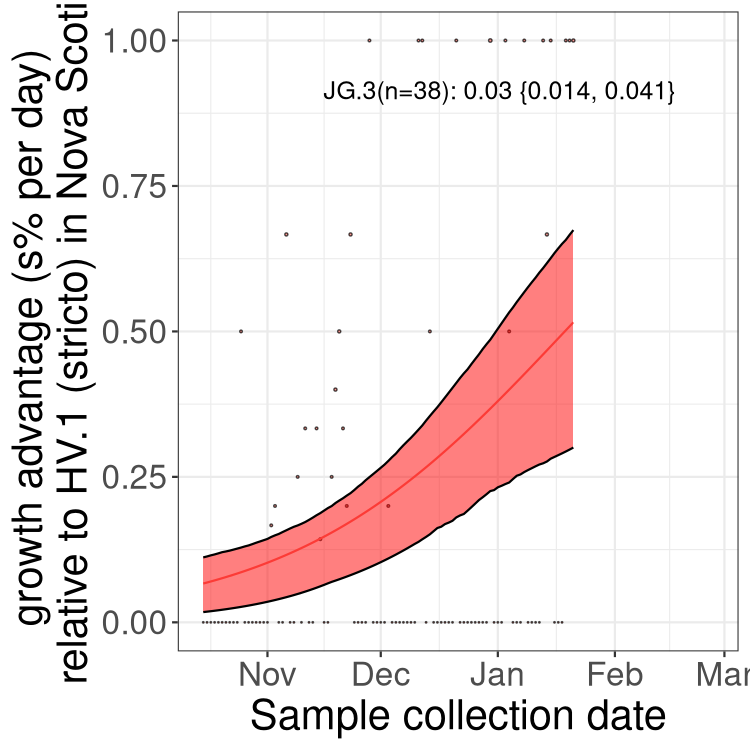 growth advantage (s% per day)
relative to HV.1 (stricto) in Nova Scoti
1.00
0.75
0.50
0.25
0.00
JG.3(n=38): 0.03 {0.014, 0.041}
Nov Dec Jan Feb Mar
Sample collection date